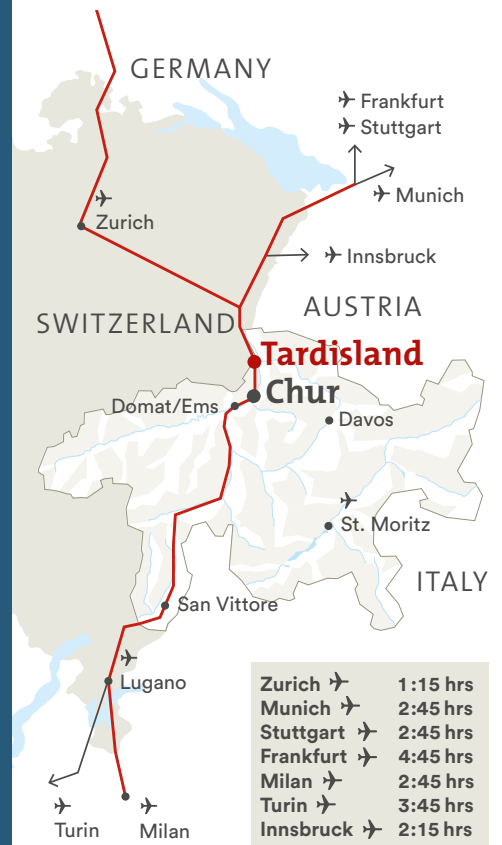 GERMANY
Frankfurt
Stuttgart
Munich
Zurich
Innsbruck
AUSTRIA
SWITZERLAND
Tardisland
Chur
Domat/Ems
Davos
St. Moritz
ITALY
San Vittore
Lugano
Turin
Milan
Zurich 1:15 hrs
Munich 2:45 hrs
Stuttgart 2:45 hrs
Frankfurt 4:45 hrs
Milan 2:45 hrs
Turin 3:45 hrs
Innsbruck 2:15 hrs